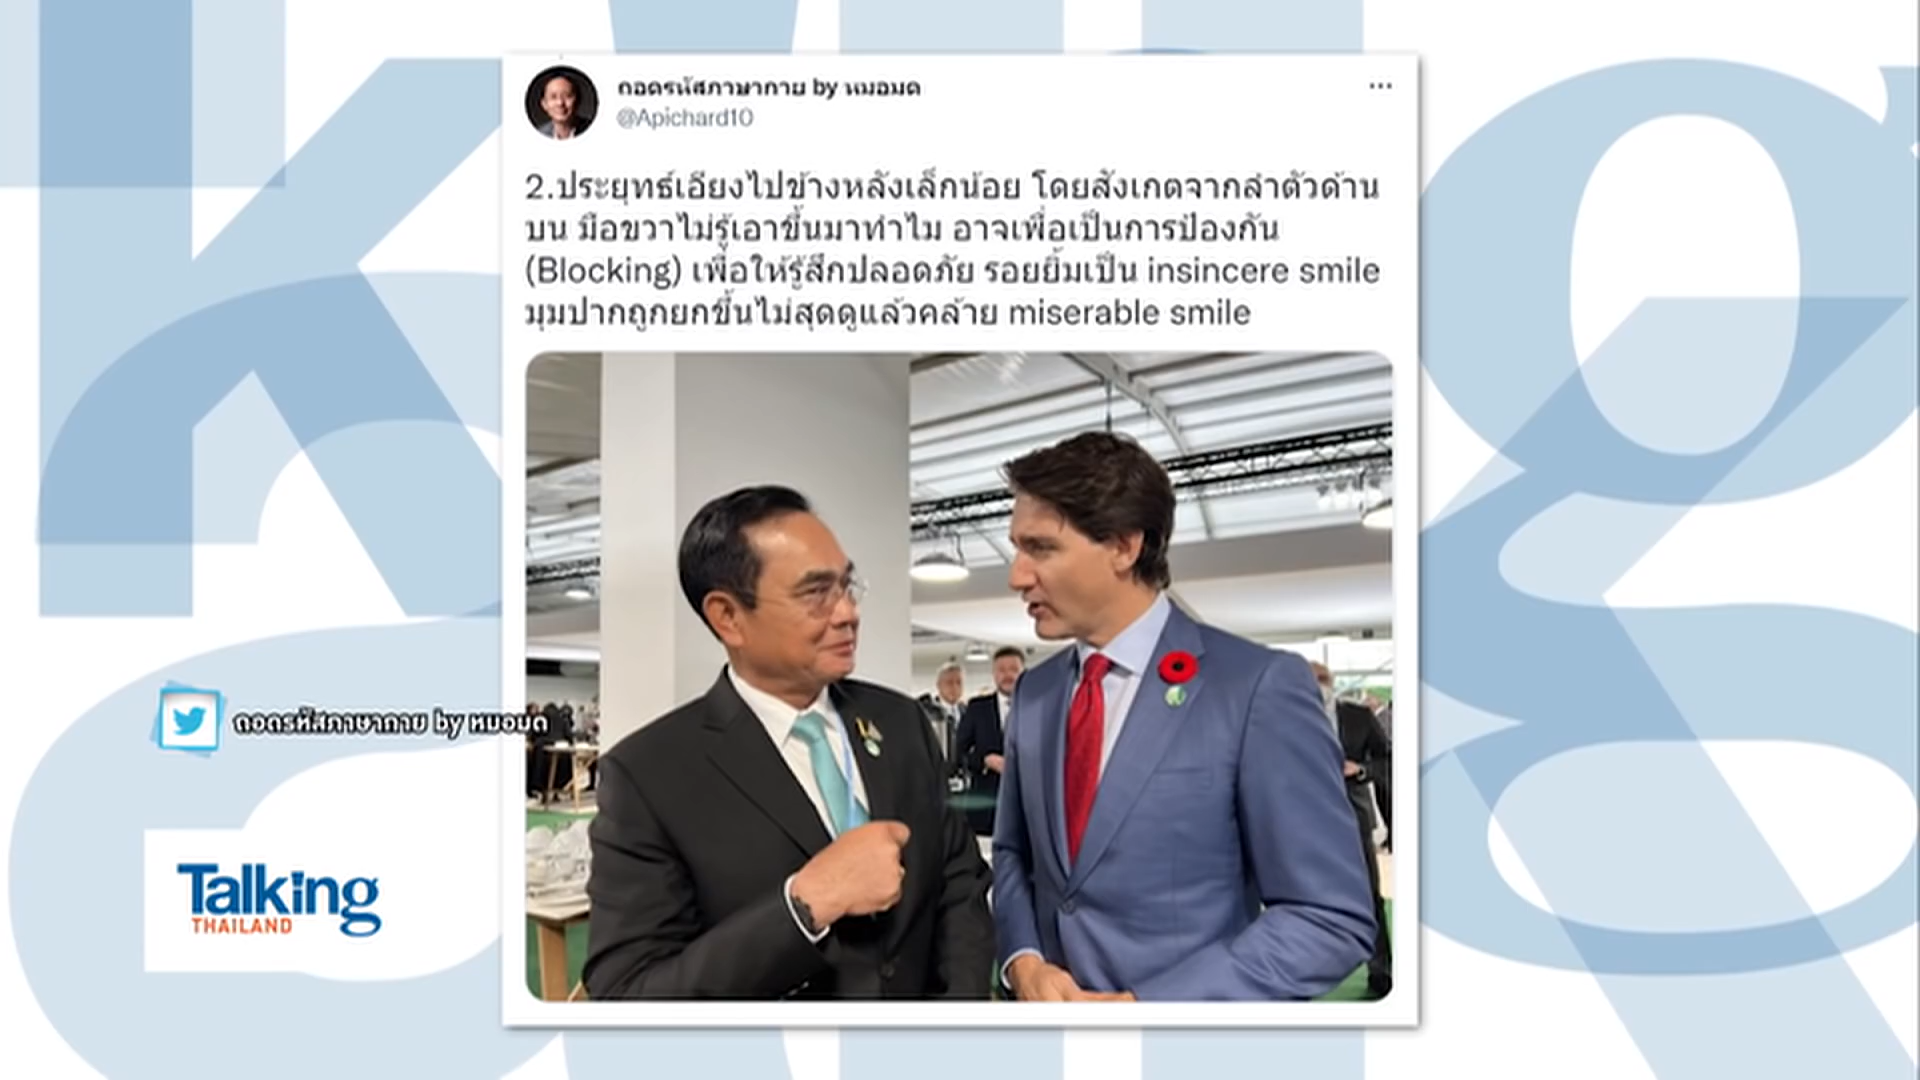 ถอดรหัสภาษากาย by หมอมด
@Apichard10
2.ประยุทธ์เอียงไปข้างหลังเล็กน้อย โดยสังเกตจากลำตัวด้าน
บน มือขวาไม่รู้เอาขึ้นมาทำไม อาจเพื่อเป็นการป้องกัน
(Blocking) เพื่อให้รู้สึกปลอดภัย รอยยิ้มเป็น insincere smile
มุมปากถูกยกขึ้นไม่สุดดูแล้วคล้าย miserable smile
ถอดรหัสภาษากาย by หมอมด
Talking
THAILAND